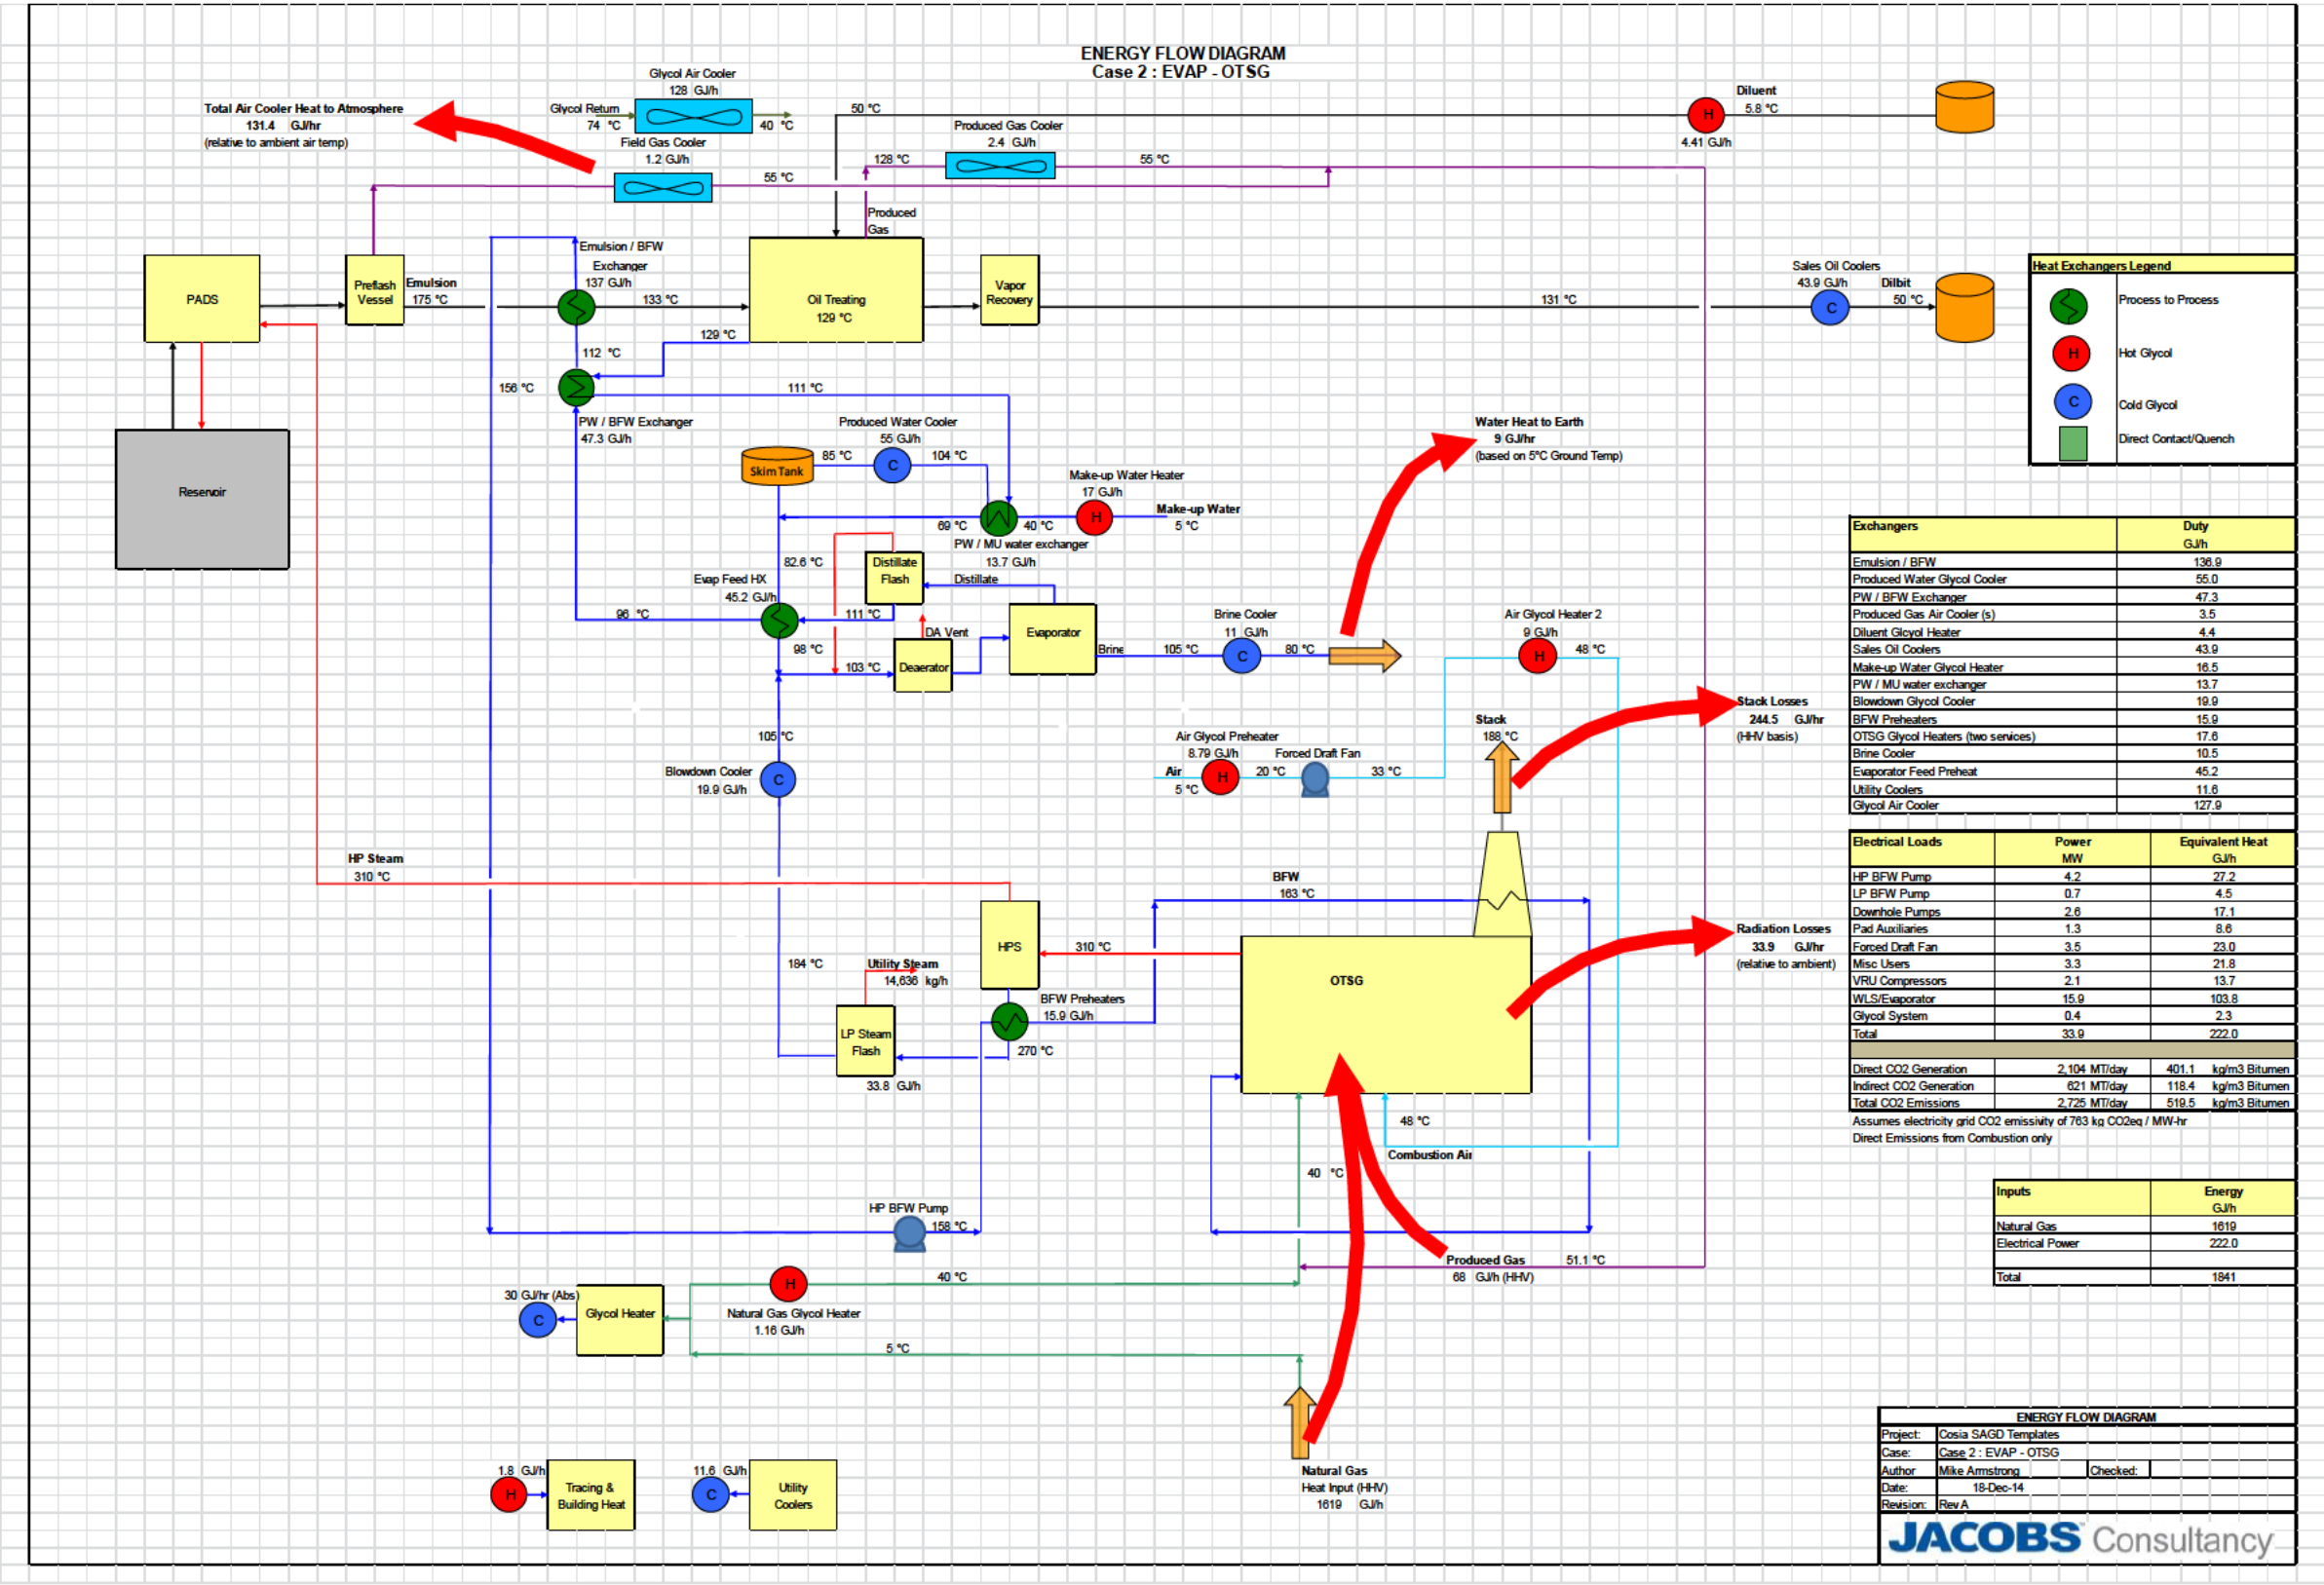 ENERGY FLOW DIAGRAM
Case 2 : EVAP - OTSG
Glycol Air Cooler
128 GJ/h
Total Air Cooler Heat to Atmosphere
131.4 GJ/hr
(relative to ambient air temp)
Glycol Return
74 °C
40 °C
50 °C
Diluent
5.8 °C
H
4.41 GJ/h
Field Gas Cooler
1.2 GJ/h
Produced Gas Cooler
2.4 GJ/h
128 °C
55 °C
55 °C
Produced
Gas
Emulsion / BFW
Exchanger
137 GJ/h
PADS
Preflash
Vessel
Emulsion
175 °C
133 °C
Oil Treating
129 °C
Vapor
Recovery
131 °C
Sales Oil Coolers
43.9 GJ/h
C
Dilbit
50 °C
Heat Exchangers Legend
Process to Process
H
Hot Glycol
C
Cold Glycol
Direct Contact/Quench
129 °C
112 °C
156 °C
111 °C
PW / BFW Exchanger
47.3 GJ/h
Produced Water Cooler
55 GJ/h
Skim Tank
85 °C
C
104 °C
Reservoir
Water Heat to Earth
9 GJ/hr
(based on 5°C Ground Temp)
Make-up Water Heater
17 GJ/h
Make-up Water
69 °C
40 °C
H
5 °C
PW / MU water exchanger
13.7 GJ/h
82.6 °C
Distillate
Flash
Distillate
Evap Feed HX
45.2 GJ/h
96 °C
111 °C
DA Vent
Evaporator
98 °C
103 °C
Deaerator
Brine
105 °C
Brine Cooler
11 GJ/h
C
80 °C
Air Glycol Heater 2
9 GJ/h
H
48 °C
Exchangers Duty
GJ/h
Emulsion / BFW 136.9
Produced Water Glycol Cooler 55.0
PW / BFW Exchanger 47.3
Produced Gas Air Cooler (s) 3.5
Diluent Glcyol Heater 4.4
Sales Oil Coolers 43.9
Make-up Water Glycol Heater 16.5
PW / MU water exchanger 13.7
Blowdown Glycol Cooler 19.9
BFW Preheaters 15.9
OTSG Glycol Heaters (two services) 17.6
Brine Cooler 10.5
Evaporator Feed Preheat 45.2
Utility Coolers 11.6
Glycol Air Cooler 127.9
Stack Losses
244.5 GJ/hr
(HHV basis)
Stack
188 °C
105 °C
Blowdown Cooler
19.9 GJ/h
C
Air Glycol Preheater
8.79 GJ/h
Air
5 °C
H
20 °C
Forced Draft Fan
33 °C
HP Steam
310 °C
BFW
163 °C
Electrical Loads Power Equivalent Heat
MW GJ/h
HP BFW Pump 4.2 27.2
LP BFW Pump 0.7 4.5
Downhole Pumps 2.6 17.1
Pad Auxiliaries 1.3 8.6
Forced Draft Fan 3.5 23.0
Misc Users 3.3 21.8
VRU Compressors 2.1 13.7
WLS/Evaporator 15.9 103.8
Glycol System 0.4 2.3
Total 33.9 222.0
Direct CO2 Generation 2,104 MT/day 401.1 kg/m3 Bitumen
Indirect CO2 Generation 621 MT/day 118.4 kg/m3 Bitumen
Total CO2 Emissions 2,725 MT/day 519.5 kg/m3 Bitumen
Assumes electricity grid CO2 emissivity of 763 kg CO2eq / MW-hr
Direct Emissions from Combustion only
Radiation Losses
33.9 GJ/hr
(relative to ambient)
HPS
310 °C
OTSG
184 °C
Utility Steam
14,636 kg/h
BFW Preheaters
15.9 GJ/h
LP Steam
Flash
270 °C
33.8 GJ/h
48 °C
Combustion Air
40 °C
HP BFW Pump
158 °C
Produced Gas
51.1 °C
68 GJ/h (HHV)
Inputs Energy
GJ/h
Natural Gas 1619
Electrical Power 222.0
Total 1841
H
40 °C
30 GJ/hr (Abs)
C
Glycol Heater
Natural Gas Glycol Heater
1.16 GJ/h
5 °C
1.8 GJ/h
H
Tracing &
Building Heat
11.6 GJ/h
C
Utility
Coolers
Natural Gas
Heat Input (HHV)
1619 GJ/h
ENERGY FLOW DIAGRAM
Project: Cosia SAGD Templates
Case: Case 2 : EVAP - OTSG
Author Mike Armstrong Checked:
Date: 18-Dec-14
Revision: Rev A
JACOBS Consultancy